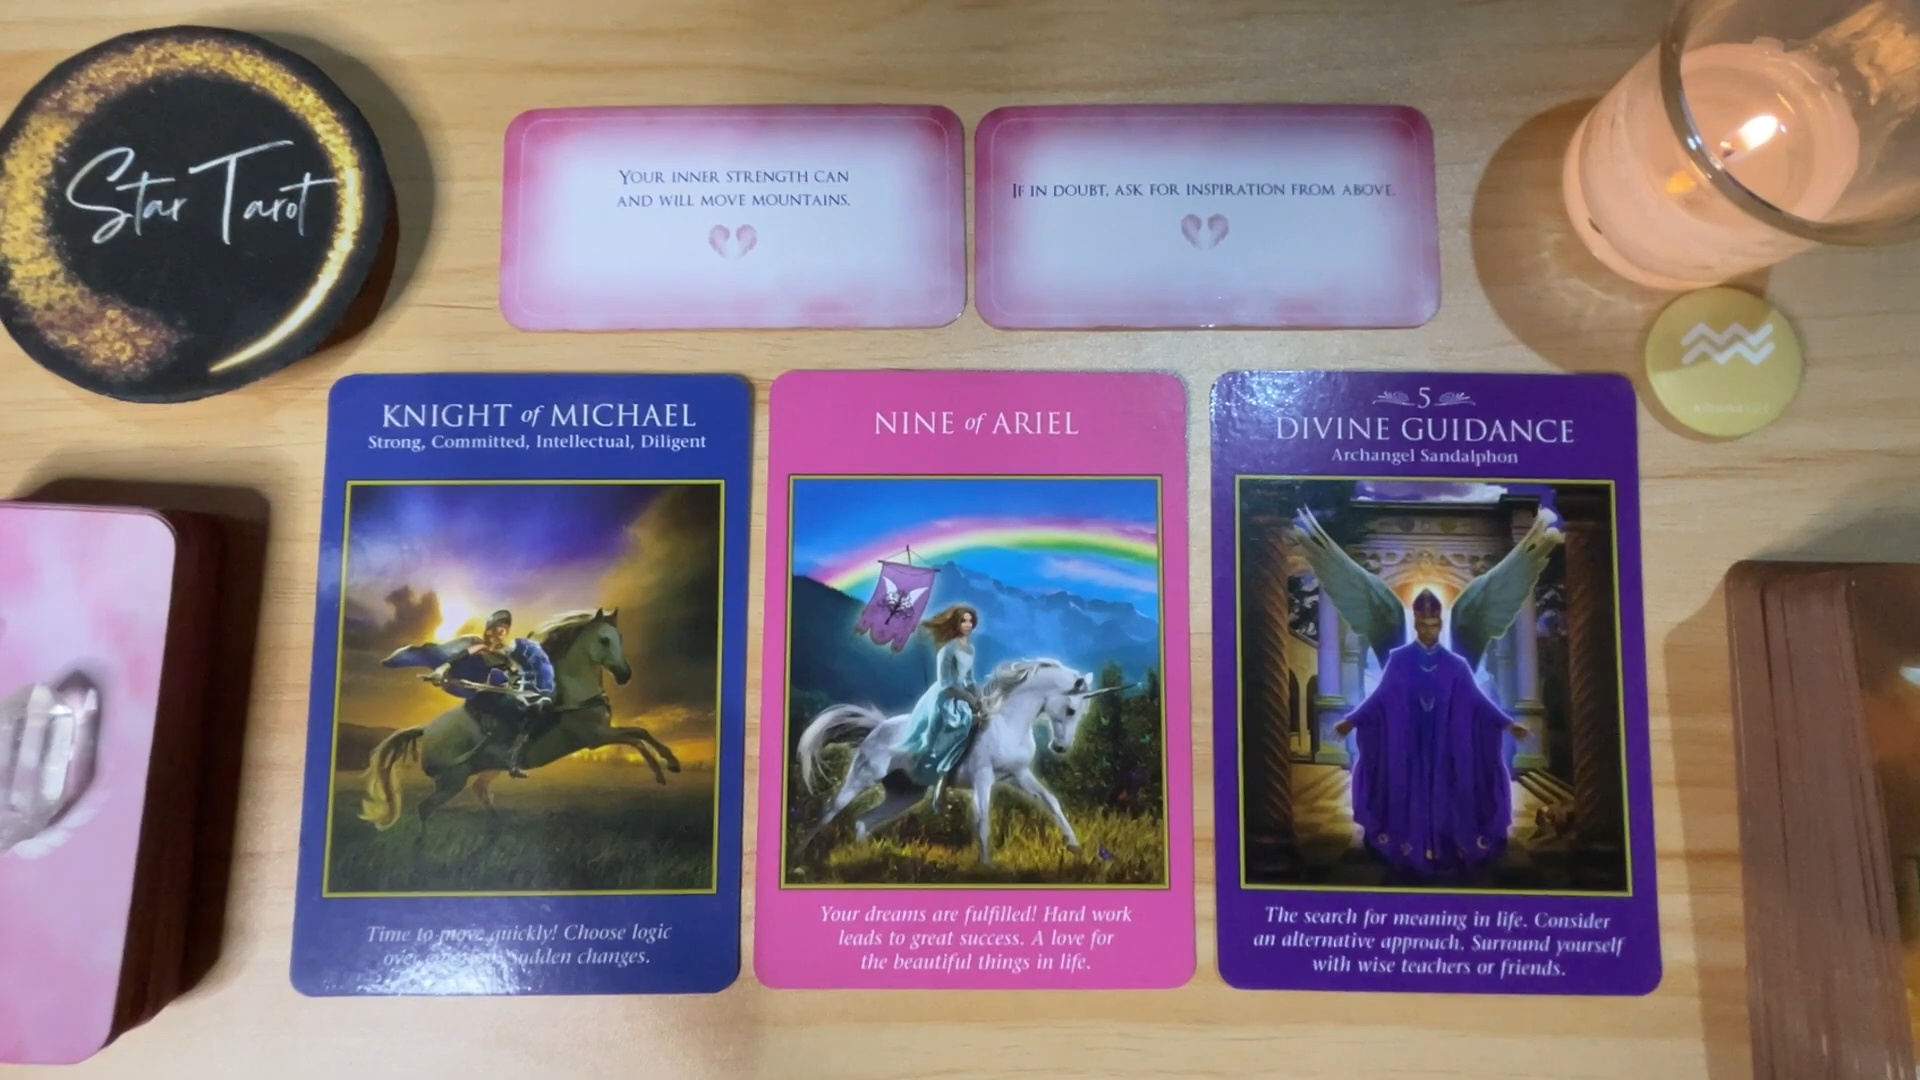 Star Tarot
YOUR INNER STRENGTH CAN
AND WILL MOVE MOUNTAINS.
IF IN DOUBT, ASK FOR INSPIRATION FROM ABOVE.
KNIGHT of MICHAEL
Strong, Committed, Intellectual, Diligent
Time to move quickly! Choose logic
over Sudden changes.
NINE of ARIEL
Your dreams are fulfilled! Hard work
leads to great success. A love for
the beautiful things in life.
5
DIVINE GUIDANCE
Archangel Sandalphon
The search for meaning in life. Consider
an alternative approach. Surround yourself
with wise teachers or friends.